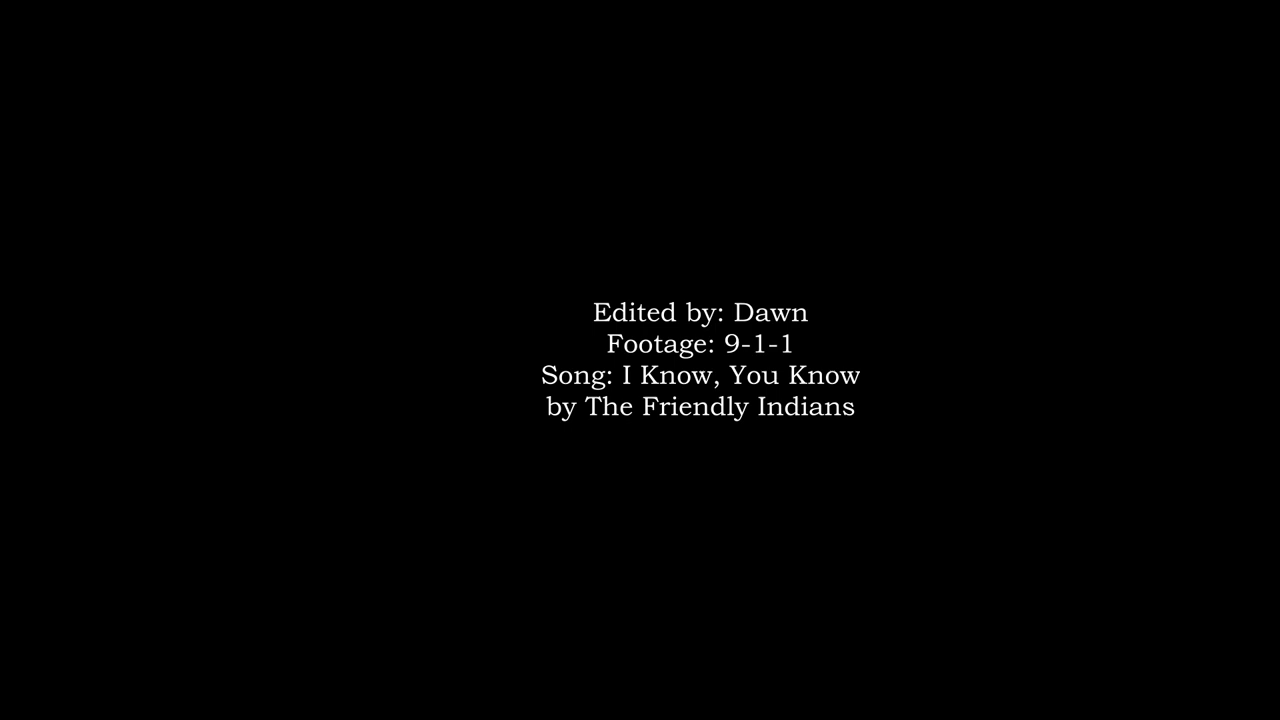 Edited by: Dawn
Footage: 9-1-1
Song: I Know, You Know
by The Friendly Indians